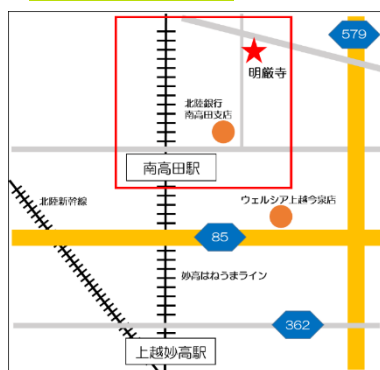 579
明厳寺
北陸銀行
南高田支店
南高田駅
北陸新幹線
ウェルシア上越今泉店
85
妙高はねうまライン
362
上越妙高駅